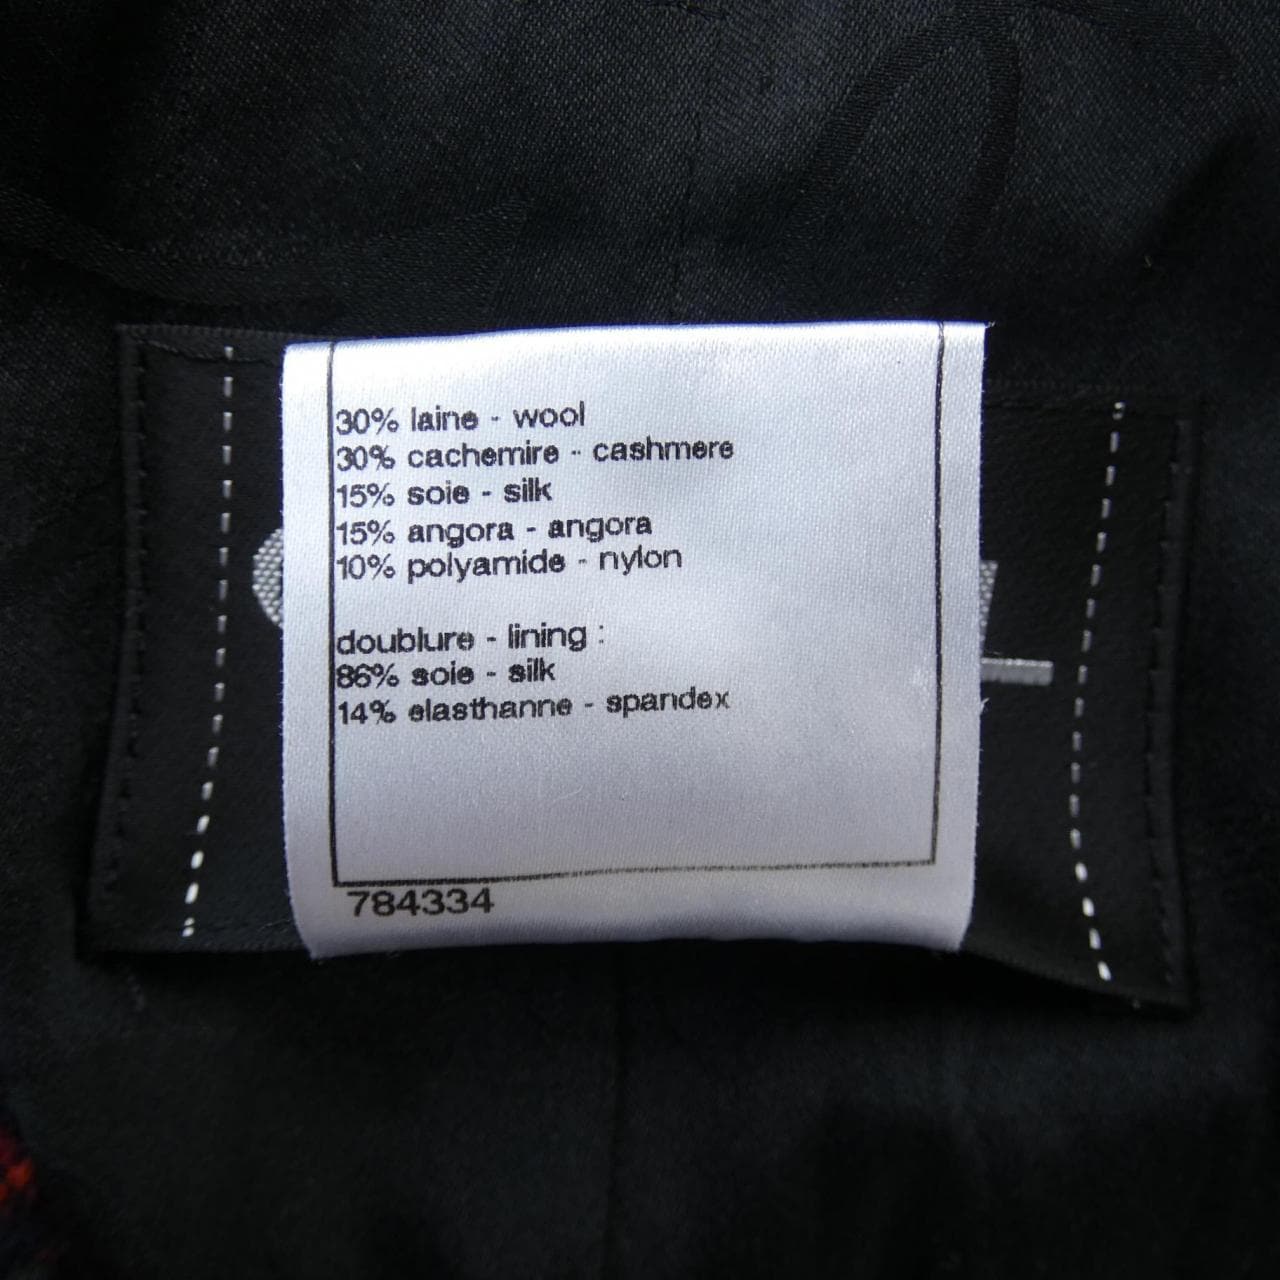 30% laine - wool
30% cachemire - cashmere
15% soie - silk
15% angora - angora
10% polyamide - nylon
doublure - lining :
86% soie - silk
14% elasthanne - spandex
784334